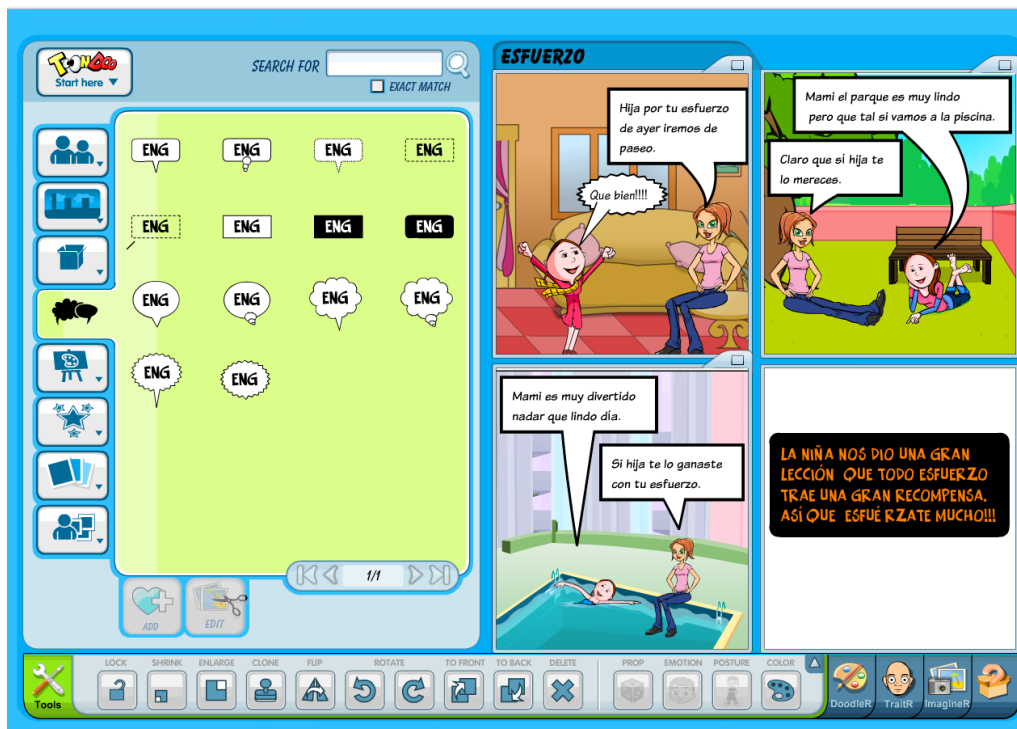 TOONDOO
Start here
SEARCH FOR
EXACT MATCH
ENG
ENG
ENG
ENG
ENG
ENG
ENG
ENG
ENG
ENG
ENG
ENG
ENG
ENG
1/1
ADD
EDIT
ESFUERZO
Hija por tu esfuerzo
de ayer iremos de
paseo.
Que bien!!!!
Mami el parque es muy lindo
pero que tal si vamos a la piscina.
Claro que sí hija te
lo mereces.
Mami es muy divertido
nadar que lindo día.
Si hija te lo ganaste
con tu esfuerzo.
LA NIÑA NOS DIO UNA GRAN
LECCIÓN QUE TODO ESFUERZO
TRAE UNA GRAN RECOMPENSA.
ASÍ QUE ESFUÉ RZATE MUCHO!!!
Tools
LOCK
SHRINK
ENLARGE
CLONE
FLIP
ROTATE
TO FRONT
TO BACK
DELETE
PROP
EMOTION
POSTURE
COLOR
DoodleR
TraitR
ImagineR